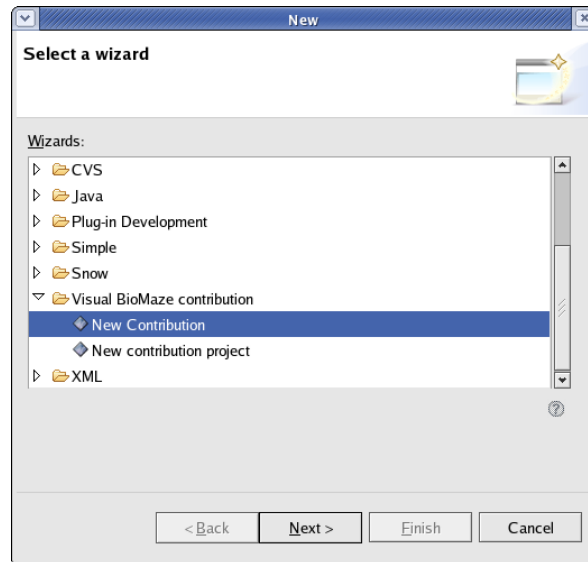 New
Select a wizard
Wizards:
CVS
Java
Plug-in Development
Simple
Snow
Visual BioMaze contribution
New Contribution
New contribution project
XML
?
< Back Next > Finish Cancel